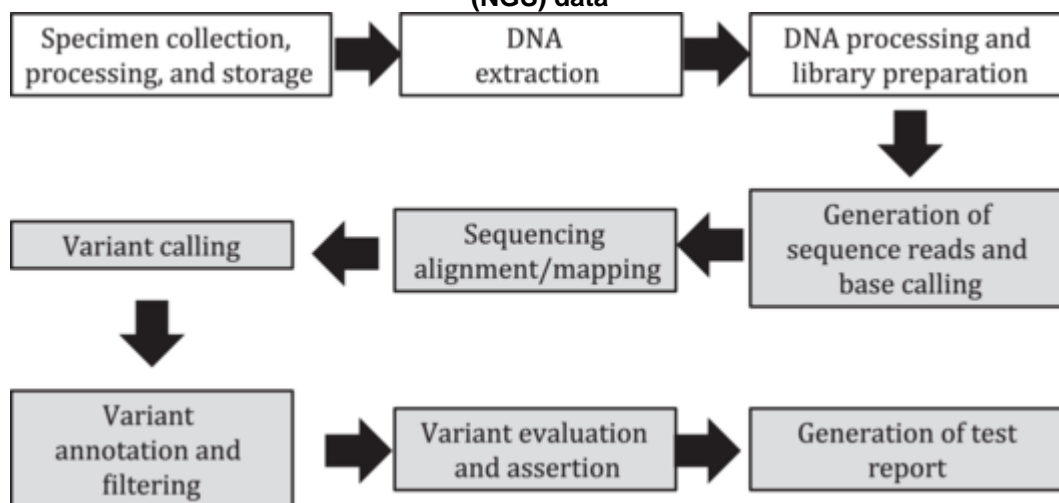 (NGS) data
Specimen collection,
processing, and storage
DNA
extraction
DNA processing and
library preparation
Generation of
sequence reads and
base calling
Sequencing
alignment/mapping
Variant calling
Variant
annotation and
filtering
Variant evaluation
and assertion
Generation of test
report